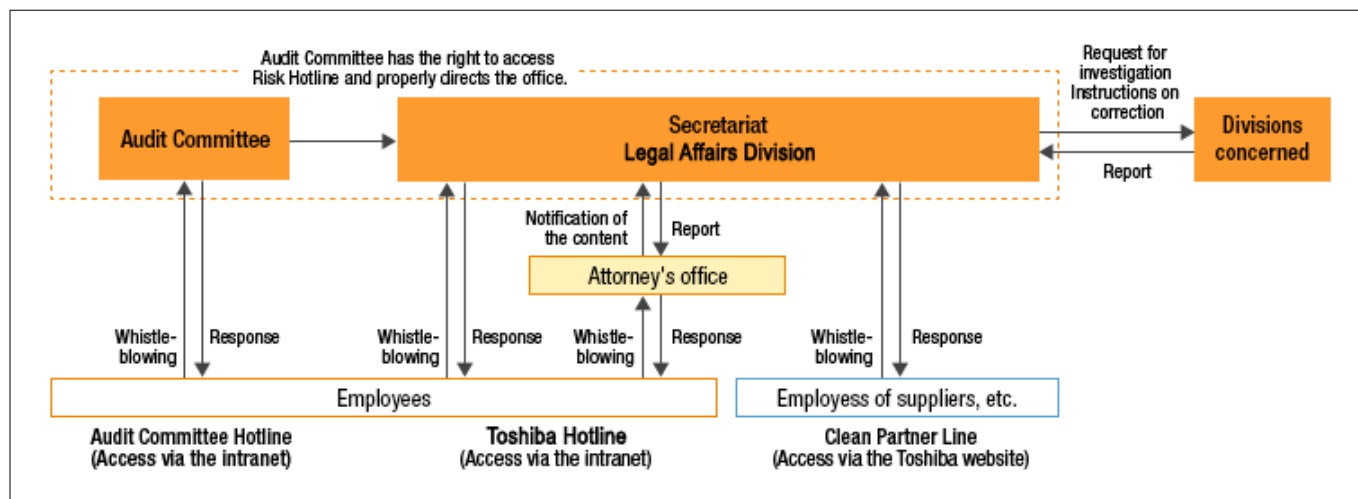 Audit Committee has the right to access
Risk Hotline and properly directs the office.
Request for
investigation
Instructions on
correction
Audit Committee
Secretariat
Legal Affairs Division
Divisions
concerned
Report
Notification of
the content
Report
Attorney's office
Whistle-
blowing
Response
Whistle-
blowing
Response
Whistle-
blowing
Response
Whistle-
blowing
Response
Employees
Employess of suppliers, etc.
Audit Committee Hotline
(Access via the intranet)
Toshiba Hotline
(Access via the intranet)
Clean Partner Line
(Access via the Toshiba website)